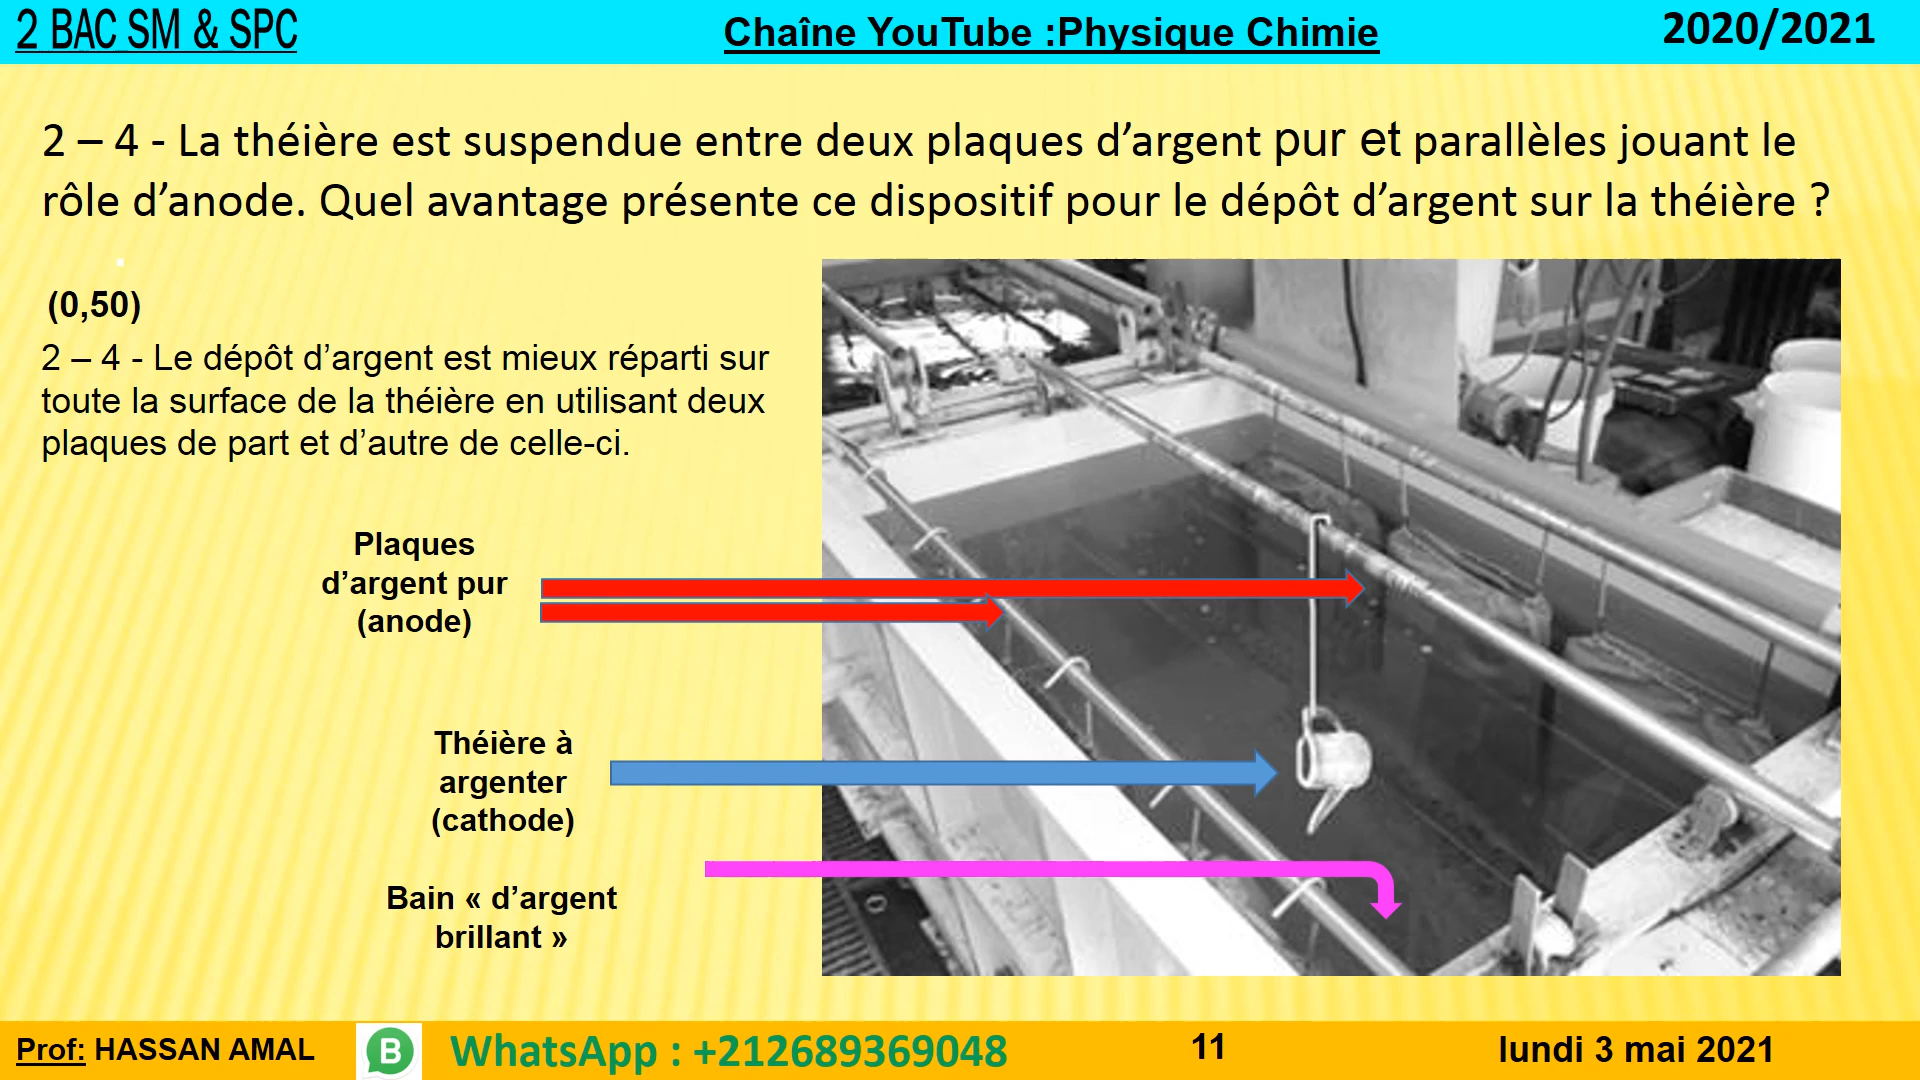 2 BAC SM & SPC
Chaîne YouTube :Physique Chimie
2020/2021
2 – 4 - La théière est suspendue entre deux plaques d’argent pur et parallèles jouant le
rôle d’anode. Quel avantage présente ce dispositif pour le dépôt d’argent sur la théière ?
(0,50)
2 – 4 - Le dépôt d’argent est mieux réparti sur
toute la surface de la théière en utilisant deux
plaques de part et d’autre de celle-ci.
Plaques
d’argent pur
(anode)
Théière à
argenter
(cathode)
Bain « d’argent
brillant »
Prof: HASSAN AMAL
B
WhatsApp : +212689369048
11
lundi 3 mai 2021